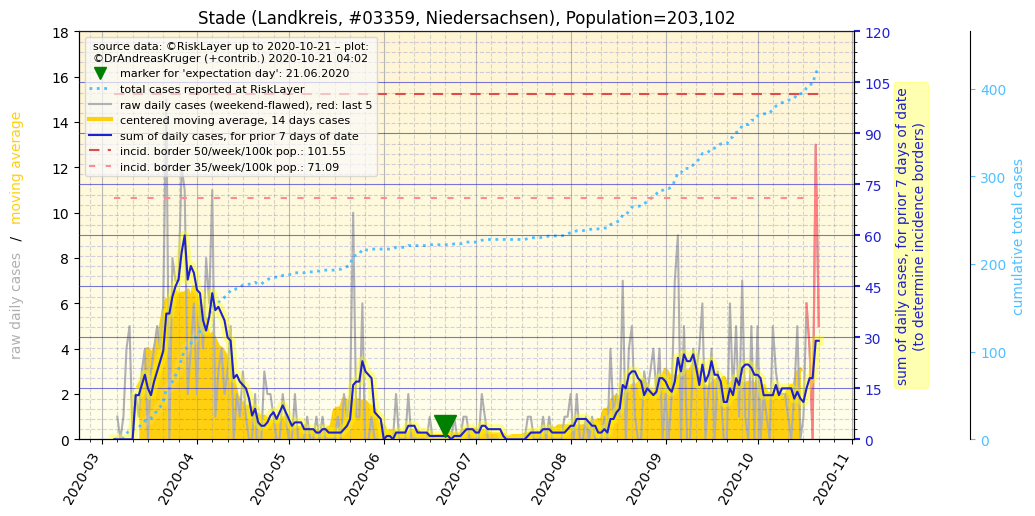 Stade (Landkreis, #03359, Niedersachsen), Population=203,102
source data: ©RiskLayer up to 2020-10-21 – plot:
©DrAndreasKruger (+contrib.) 2020-10-21 04:02
marker for 'expectation day': 21.06.2020
total cases reported at RiskLayer
raw daily cases (weekend-flawed), red: last 5
centered moving average, 14 days cases
sum of daily cases, for prior 7 days of date
incid. border 50/week/100k pop.: 101.55
incid. border 35/week/100k pop.: 71.09
raw daily cases / moving average
18
16
14
12
10
8
6
4
2
0
2020-03
2020-04
2020-05
2020-06
2020-07
2020-08
2020-09
2020-10
2020-11
120
105
90
75
60
45
30
15
0
sum of daily cases, for prior 7 days of date
(to determine incidence borders)
400
300
200
100
0
cumulative total cases